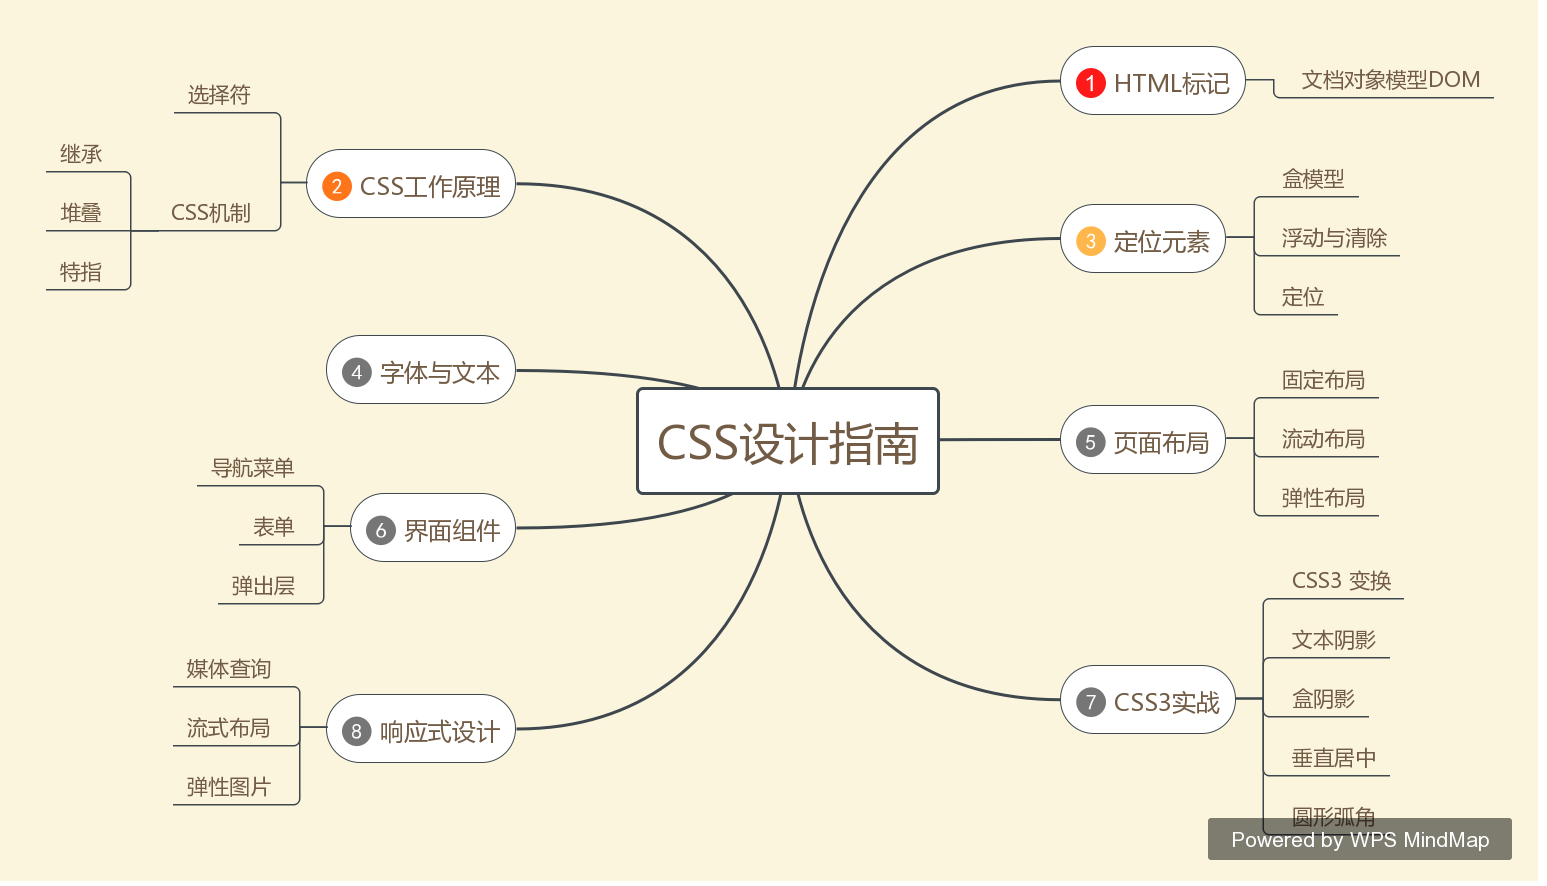 CSS设计指南
1 HTML标记
文档对象模型DOM
2 CSS工作原理
选择符
CSS机制
继承
堆叠
特指
3 定位元素
盒模型
浮动与清除
定位
4 字体与文本
5 页面布局
固定布局
流动布局
弹性布局
6 界面组件
导航菜单
表单
弹出层
7 CSS3实战
CSS3 变换
文本阴影
盒阴影
垂直居中
圆形弧角
8 响应式设计
媒体查询
流式布局
弹性图片
Powered by WPS MindMap